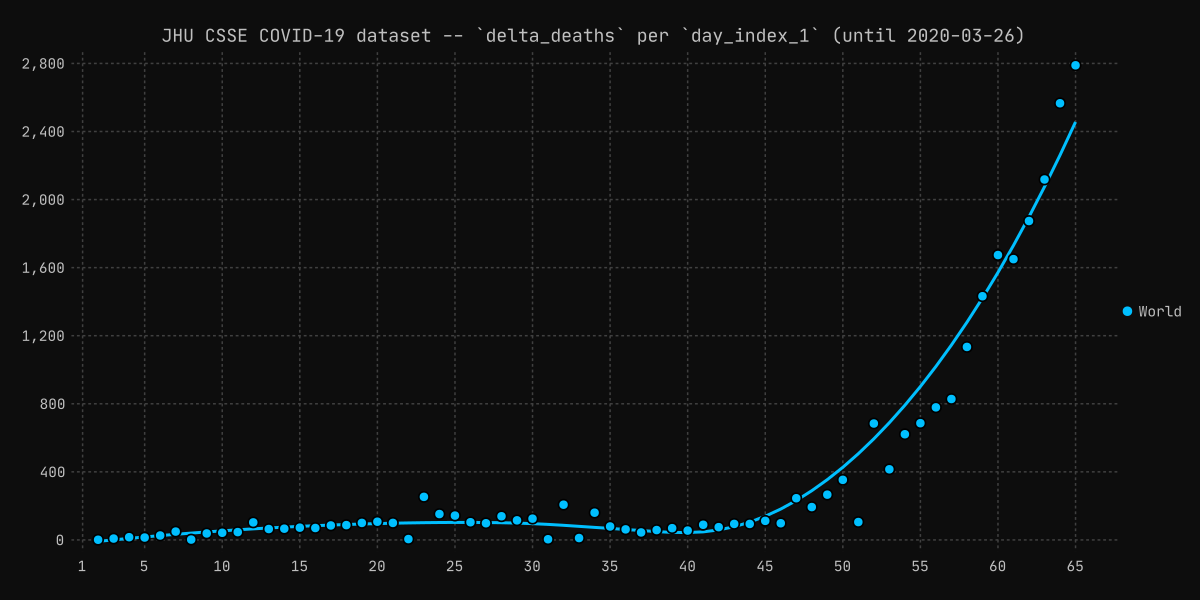 JHU CSSE COVID-19 dataset -- `delta_deaths` per `day_index_1` (until 2020-03-26)
2,800
2,400
2,000
1,600
1,200
800
400
0
World
1 5 10 15 20 25 30 35 40 45 50 55 60 65